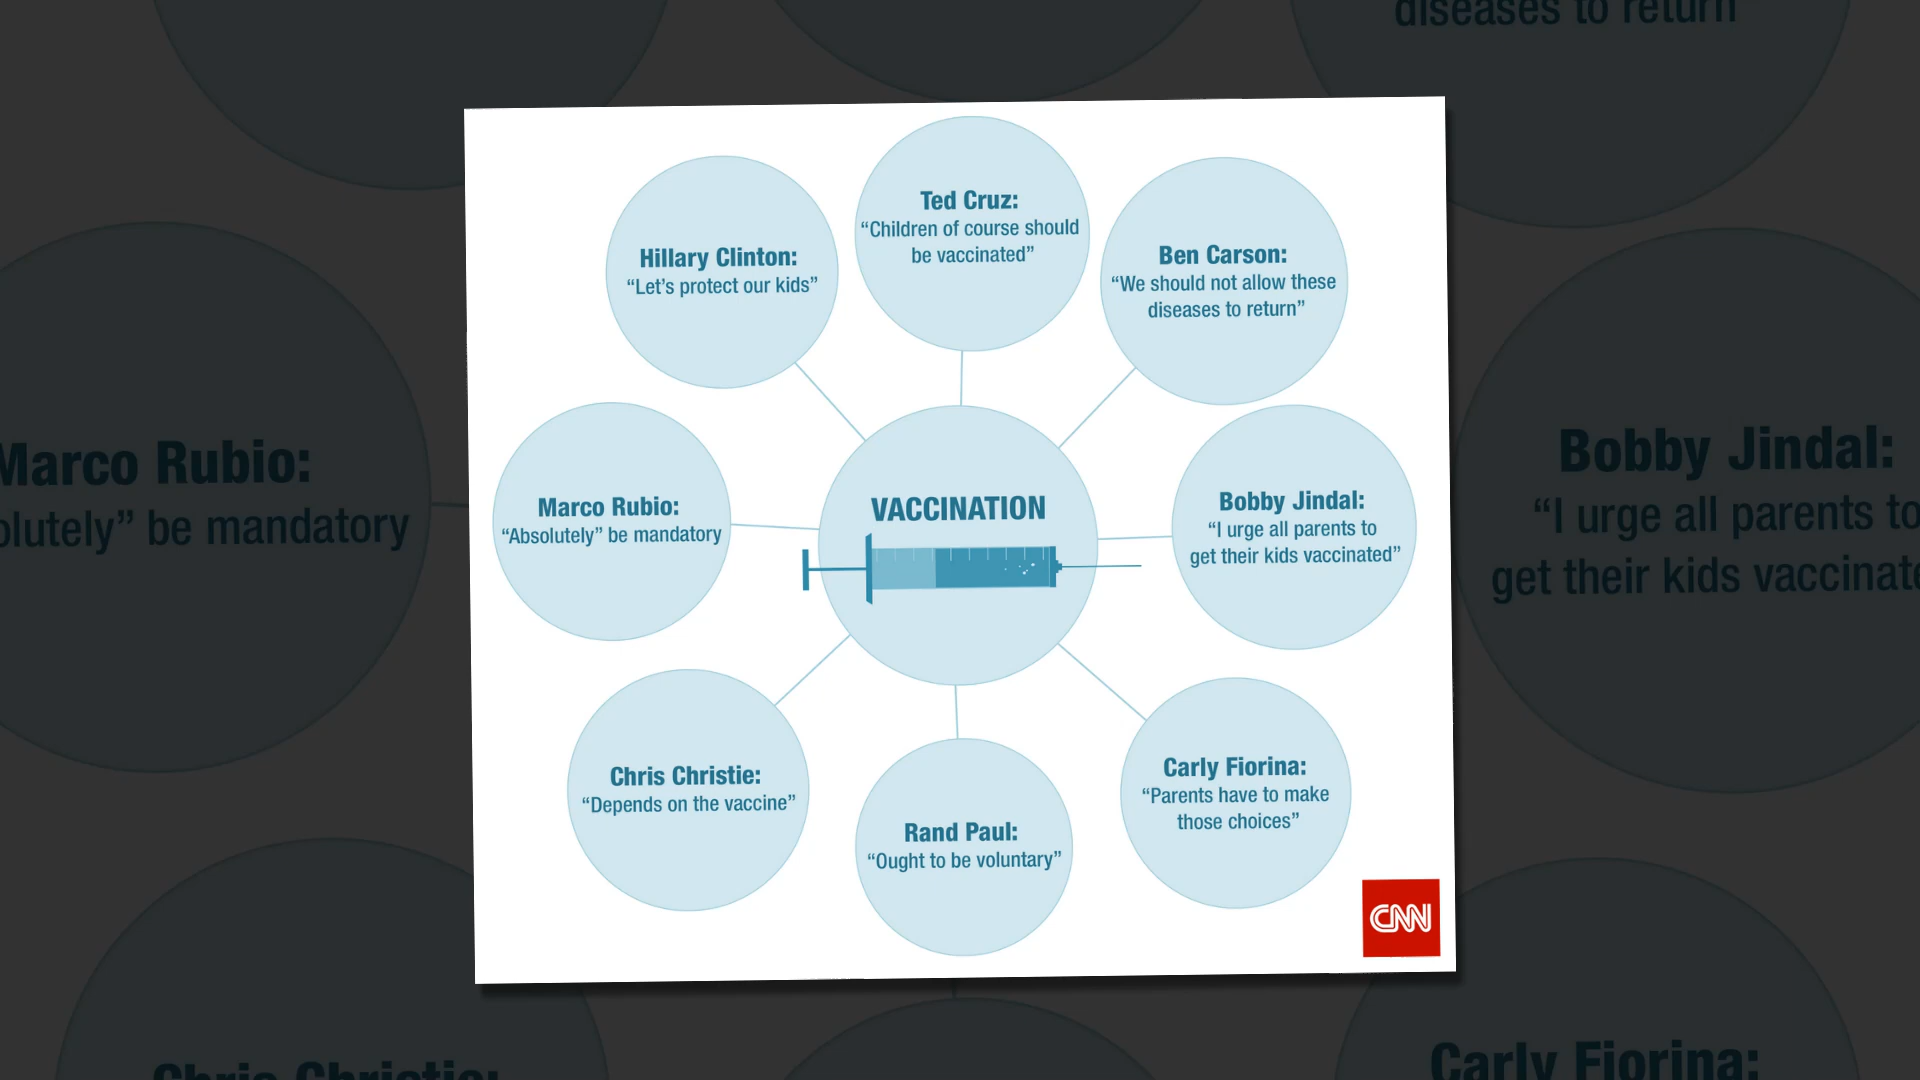 diseases to return”
Ted Cruz:
“Children of course should
be vaccinated”
Hillary Clinton:
“Let’s protect our kids”
Ben Carson:
“We should not allow these
diseases to return”
Marco Rubio:
“Absolutely” be mandatory
VACCINATION
Bobby Jindal:
“I urge all parents to
get their kids vaccinated”
Chris Christie:
“Depends on the vaccine”
Rand Paul:
“Ought to be voluntary”
Carly Fiorina:
“Parents have to make
those choices”
CNN
Marco Rubio:
olutely” be mandatory
Bobby Jindal:
“I urge all parents to
get their kids vaccinate
Chris Christie:
Carly Fiorina: